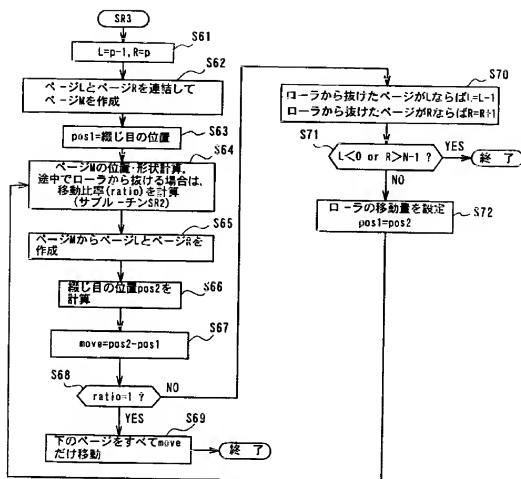 SR3
S61
L=p-1,R=p
S62
ページLとページRを連結して
ページMを作成
S63
pos1=綴じ目の位置
S64
ページMの位置・形状計算。
途中でローラから抜ける場合は、
移動比率(ratio)を計算
(サブルーチンSR2)
S65
ページMからページLとページRを
作成
S66
綴じ目の位置pos2を
計算
S67
move=pos2-pos1
S68
ratio=1 ?
NO
YES
S69
下のページをすべてmove
だけ移動
終 了
S70
ローラから抜けたページがLならばL=L-1
ローラから抜けたページがRならばR=R+1
S71
L<0 or R>N-1 ?
YES
終 了
NO
S72
ローラの移動量を設定
pos1=pos2